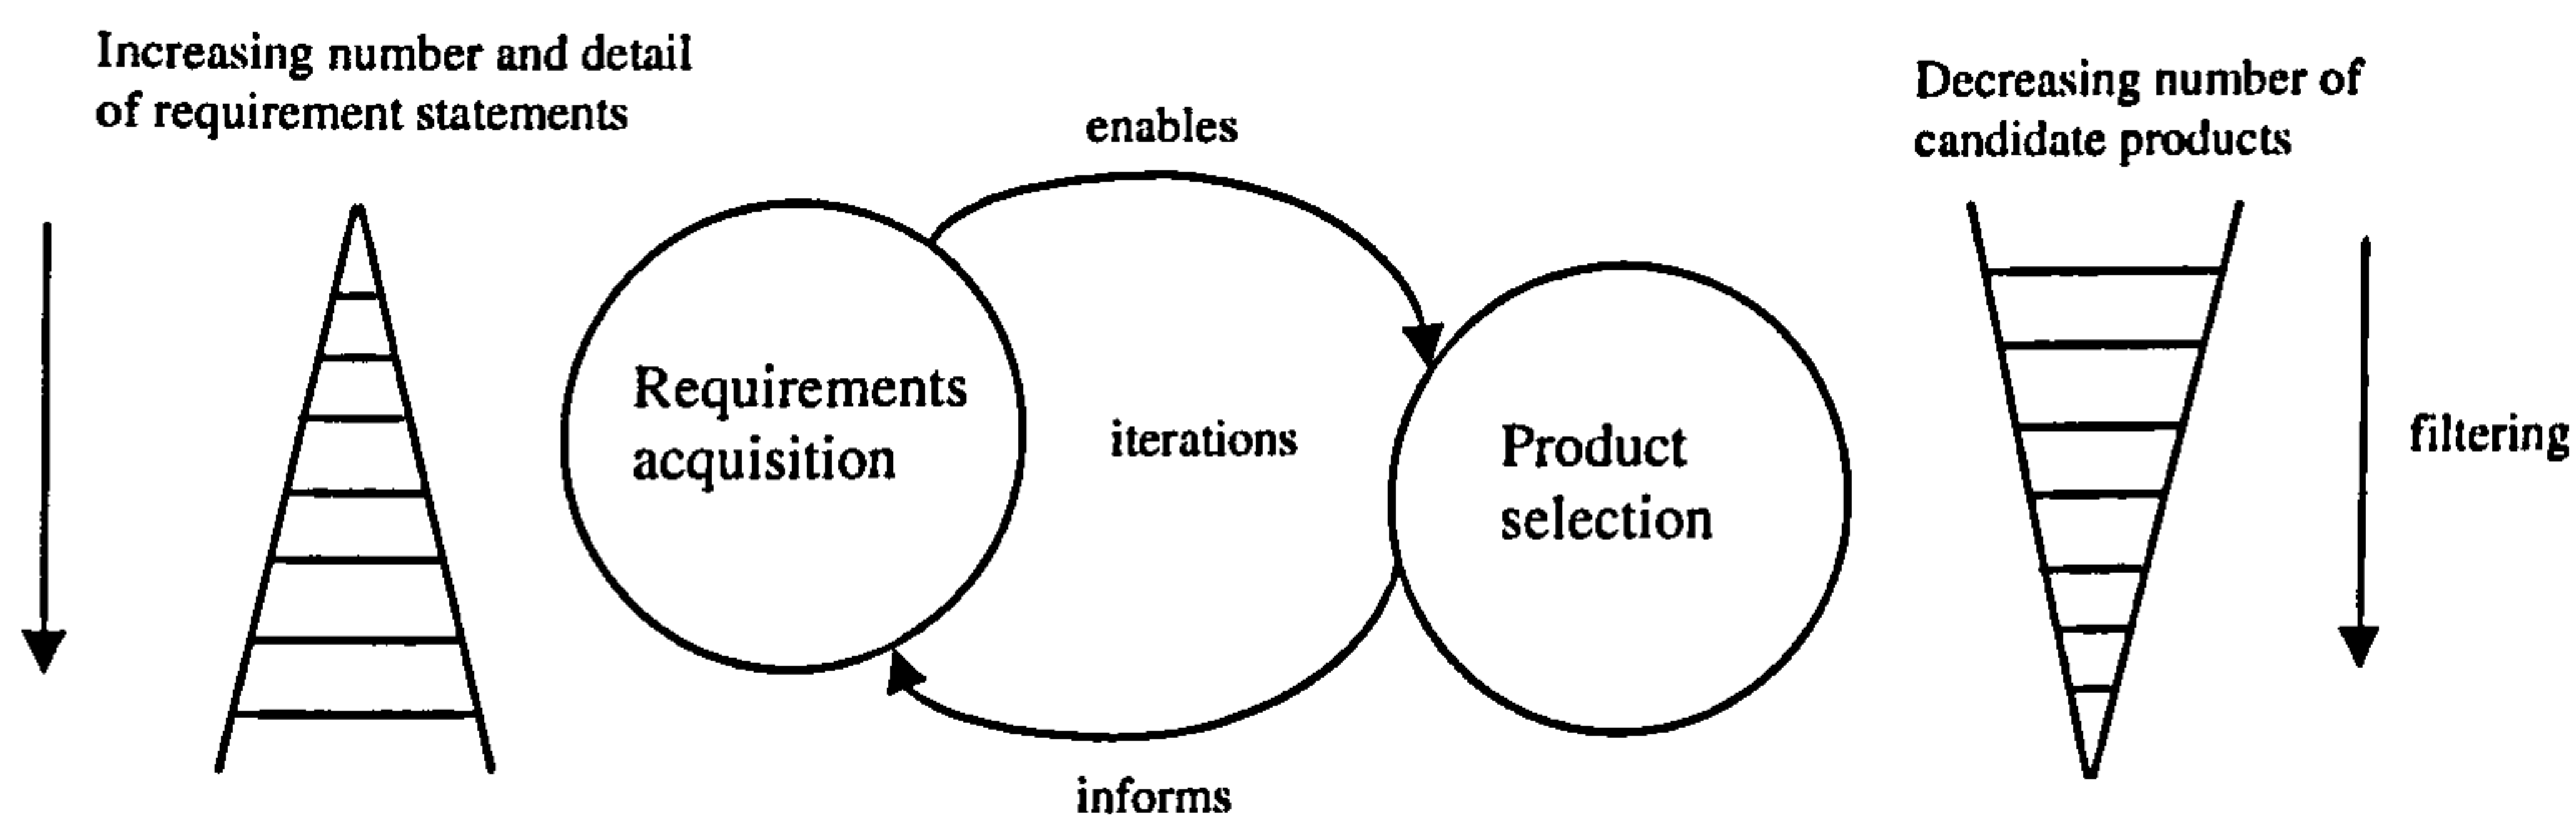 Increasing number and detail
of requirement statements
Decreasing number of
candidate products
enables
Requirements
acquisition
iterations
Product
selection
filtering
informs